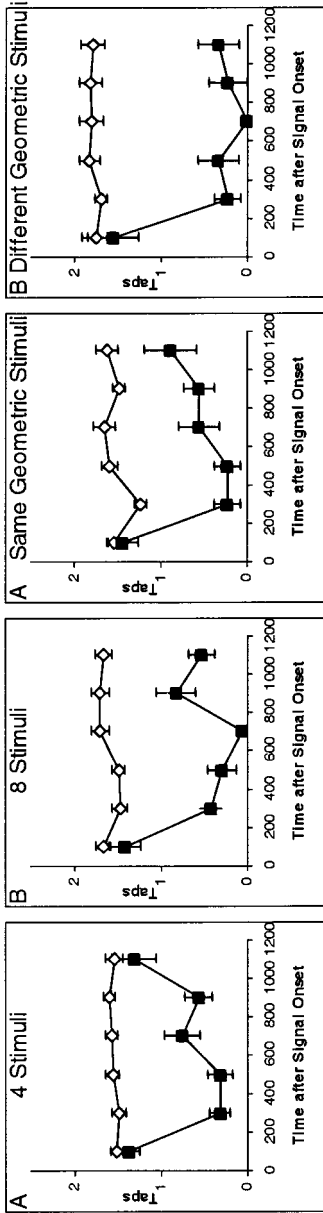 A 4 Stimuli
2
1
0
Taps
0 200 400 600 800 1000 1200
Time after Signal Onset
B 8 Stimuli
2
1
0
Taps
0 200 400 600 800 1000 1200
Time after Signal Onset
A Same Geometric Stimuli
2
1
0
Taps
0 200 400 600 800 1000 1200
Time after Signal Onset
B Different Geometric Stimuli
2
1
0
Taps
0 200 400 600 800 1000 1200
Time after Signal Onset